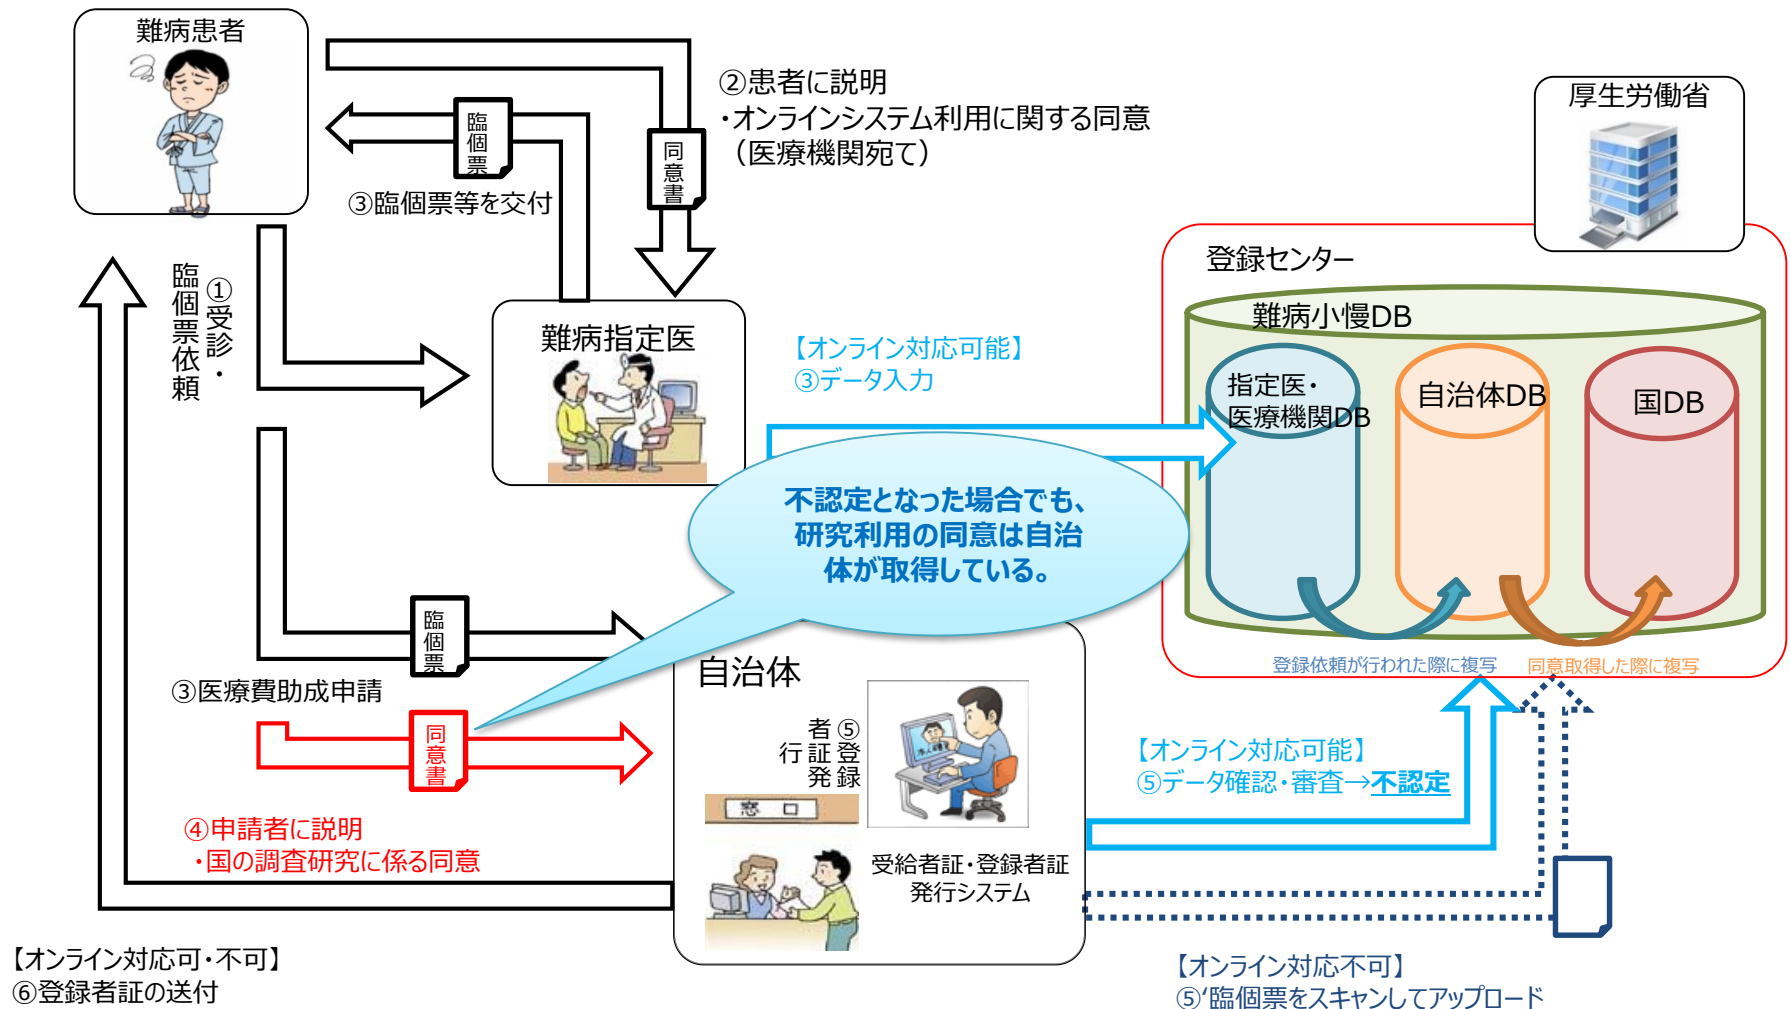 難病患者
②患者に説明
・オンラインシステム利用に関する同意
（医療機関宛て）
厚生労働省
臨個票
同意書
③臨個票等を交付
①受診・
臨個票依頼
難病指定医
【オンライン対応可能】
③データ入力
登録センター
難病小慢DB
指定医・
医療機関DB
自治体DB
国DB
不認定となった場合でも、
研究利用の同意は自治
体が取得している。
登録依頼が行われた際に複写
同意取得した際に複写
臨個票
③医療費助成申請
同意書
④申請者に説明
・国の調査研究に係る同意
自治体
⑤登録
者証発
行
窓口
受給者証・登録者証
発行システム
【オンライン対応可能】
⑤データ確認・審査→不認定
【オンライン対応可・不可】
⑥登録者証の送付
【オンライン対応不可】
⑤‘臨個票をスキャンしてアップロード